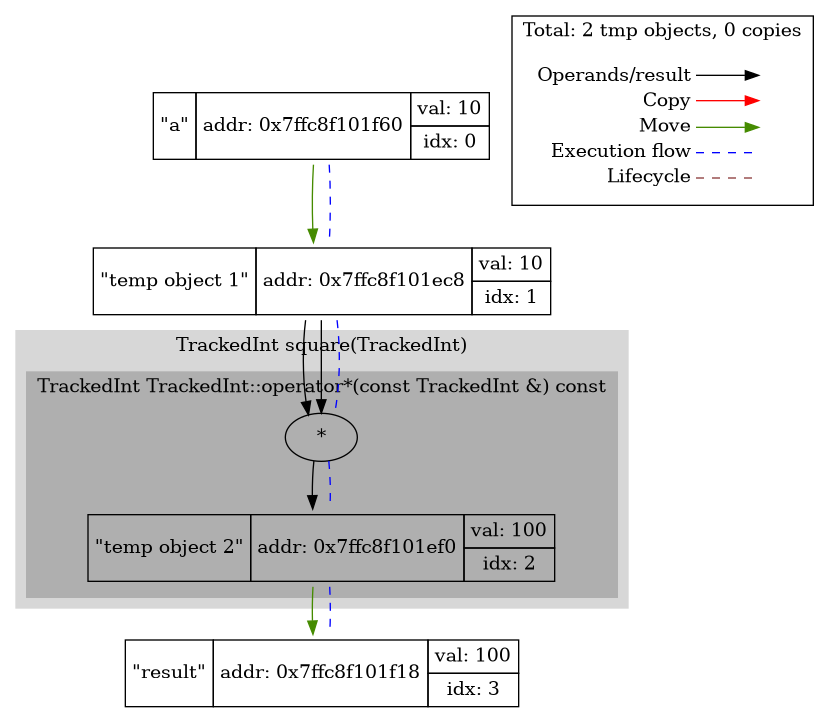 Total: 2 tmp objects, 0 copies
Operands/result
Copy
Move
Execution flow
Lifecycle
"a"
addr: 0x7ffc8f101f60
val: 10
idx: 0
"temp object 1"
addr: 0x7ffc8f101ec8
val: 10
idx: 1
TrackedInt square(TrackedInt)
TrackedInt TrackedInt::operator*(const TrackedInt &) const
*
"temp object 2"
addr: 0x7ffc8f101ef0
val: 100
idx: 2
"result"
addr: 0x7ffc8f101f18
val: 100
idx: 3